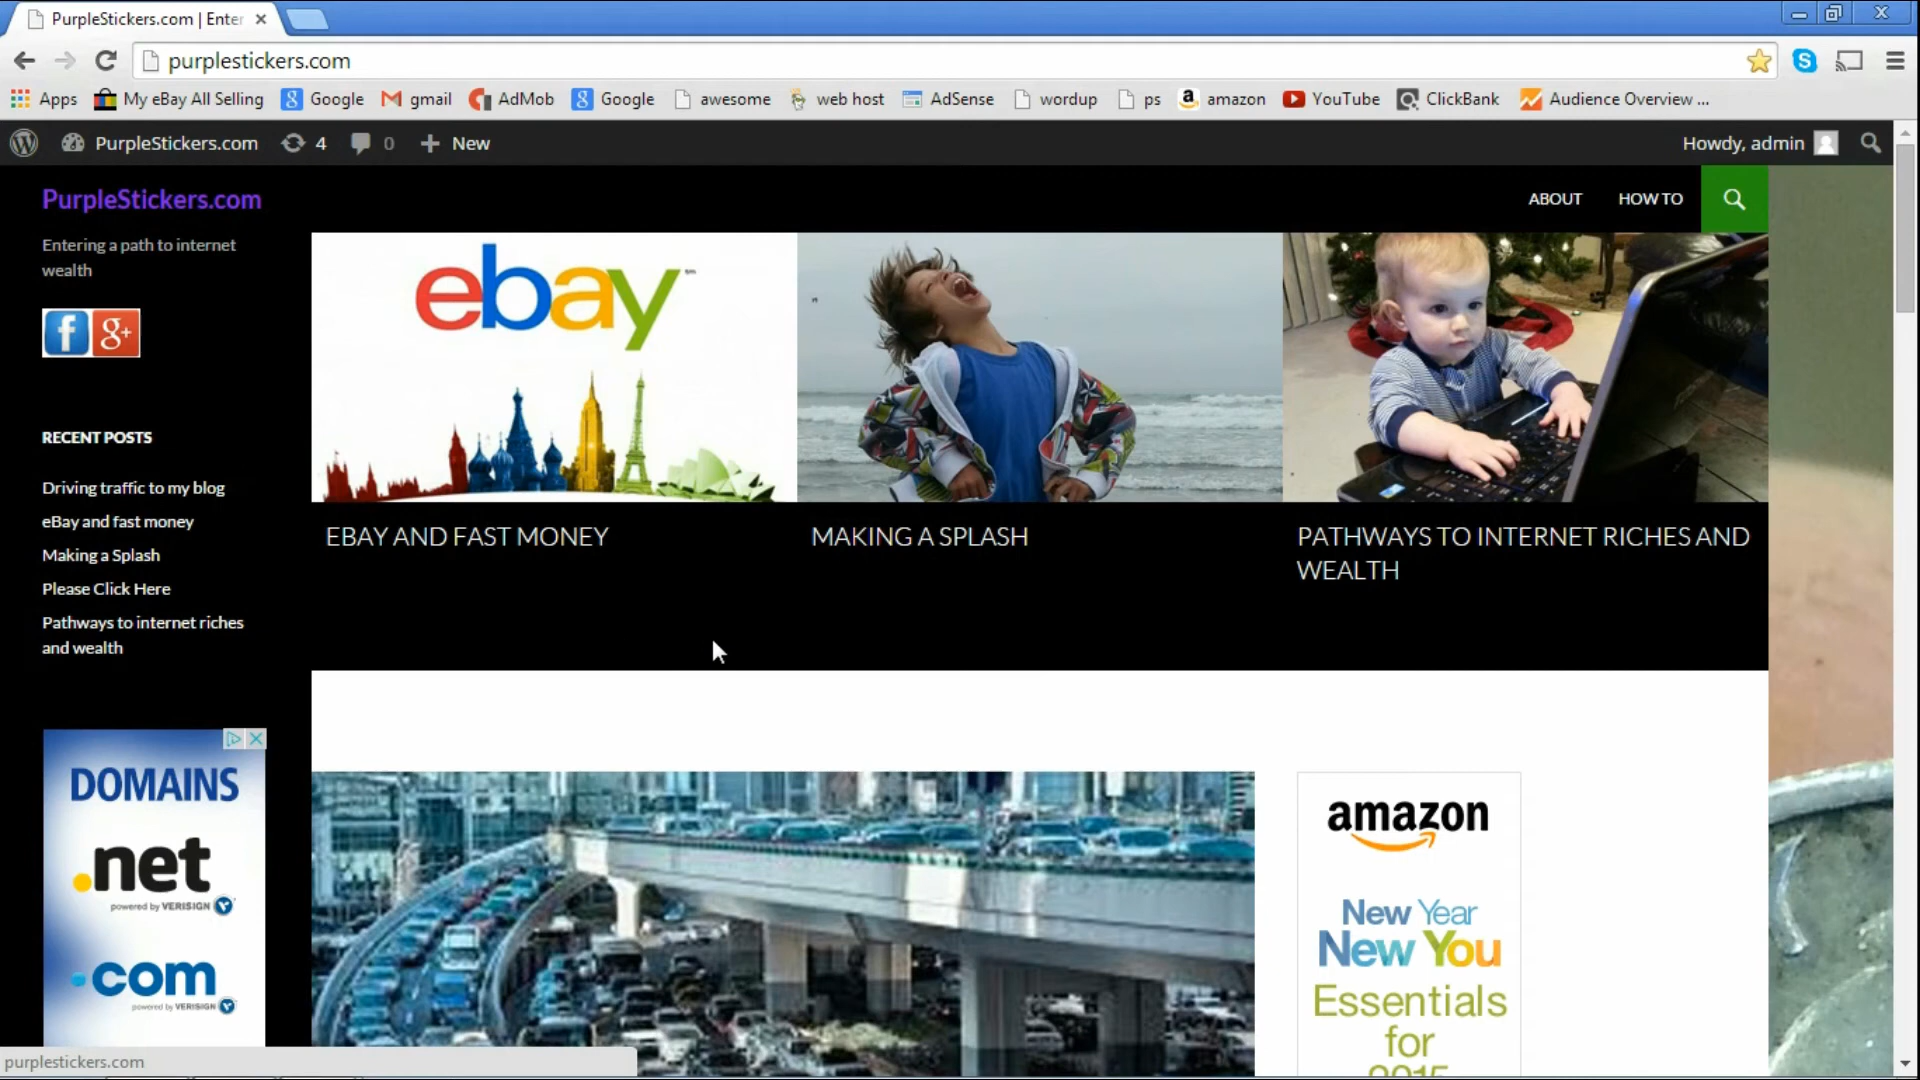 PurpleStickers.com | Enter
purplestickers.com
Apps My eBay All Selling Google gmail AdMob Google awesome web host AdSense wordup ps amazon YouTube ClickBank Audience Overview ...
PurpleStickers.com 4 0 New Howdy, admin
PurpleStickers.com
ABOUT HOW TO
Entering a path to internet
wealth
f g+
ebay
RECENT POSTS
Driving traffic to my blog
eBay and fast money
Making a Splash
Please Click Here
Pathways to internet riches
and wealth
EBAY AND FAST MONEY
MAKING A SPLASH
PATHWAYS TO INTERNET RICHES AND
WEALTH
DOMAINS
.net
powered by VERISIGN
.com
powered by VERISIGN
amazon
New Year
New You
Essentials
for
2015
purplestickers.com